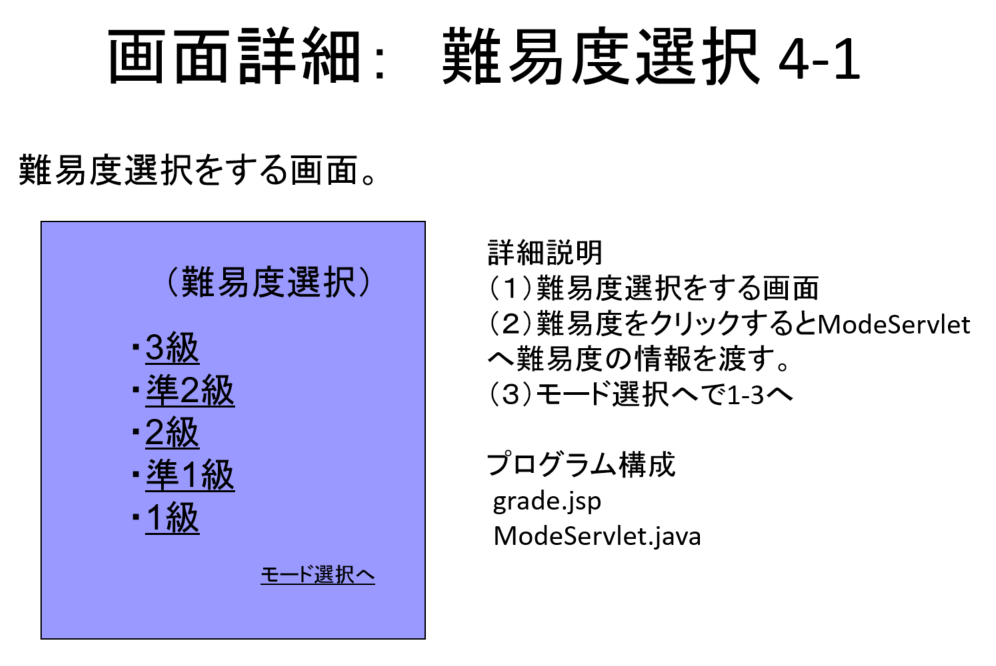 画面詳細： 難易度選択 4-1
難易度選択をする画面。
（難易度選択）
・3級
・準2級
・2級
・準1級
・1級
モード選択へ
詳細説明
（１）難易度選択をする画面
（２）難易度をクリックするとModeServlet
へ難易度の情報を渡す。
（３）モード選択へで1-3へ
プログラム構成
grade.jsp
ModeServlet.java